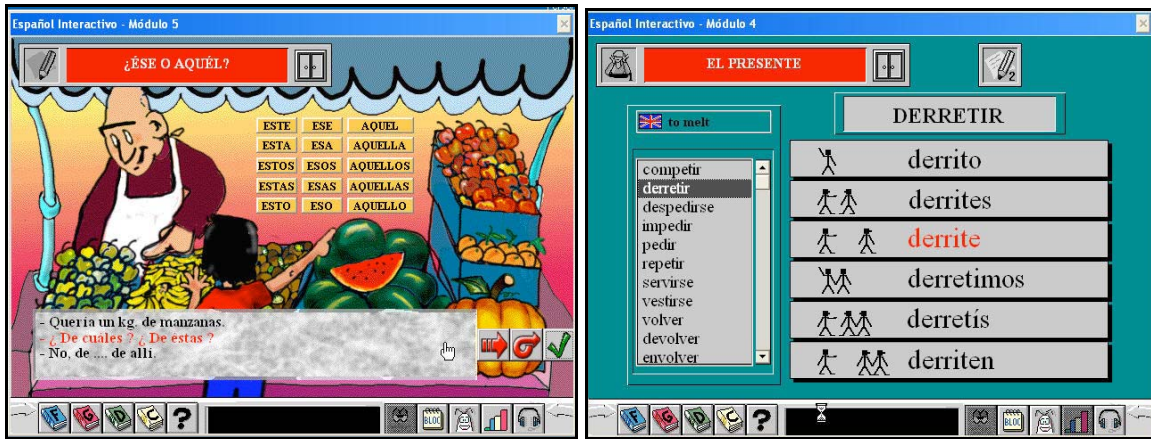 Español Interactivo - Módulo 5
¿ÉSE O AQUÉL?
ESTE ESE AQUEL
ESTA ESA AQUELLA
ESTOS ESOS AQUELLOS
ESTAS ESAS AQUELLAS
ESTO ESO AQUELLO
- Quería un kg. de manzanas.
- ¿ De cuáles ? ¿ De éstas ?
- No, de .... de allí.
F G D C ?
BLOC
Español Interactivo - Módulo 4
EL PRESENTE
2
to melt
DERRETIR
competir
derretir
despedirse
impedir
pedir
repetir
servirse
vestirse
volver
devolver
envolver
derrito
derrites
derrite
derretimos
derretís
derriten
F G D C ?
BLOC